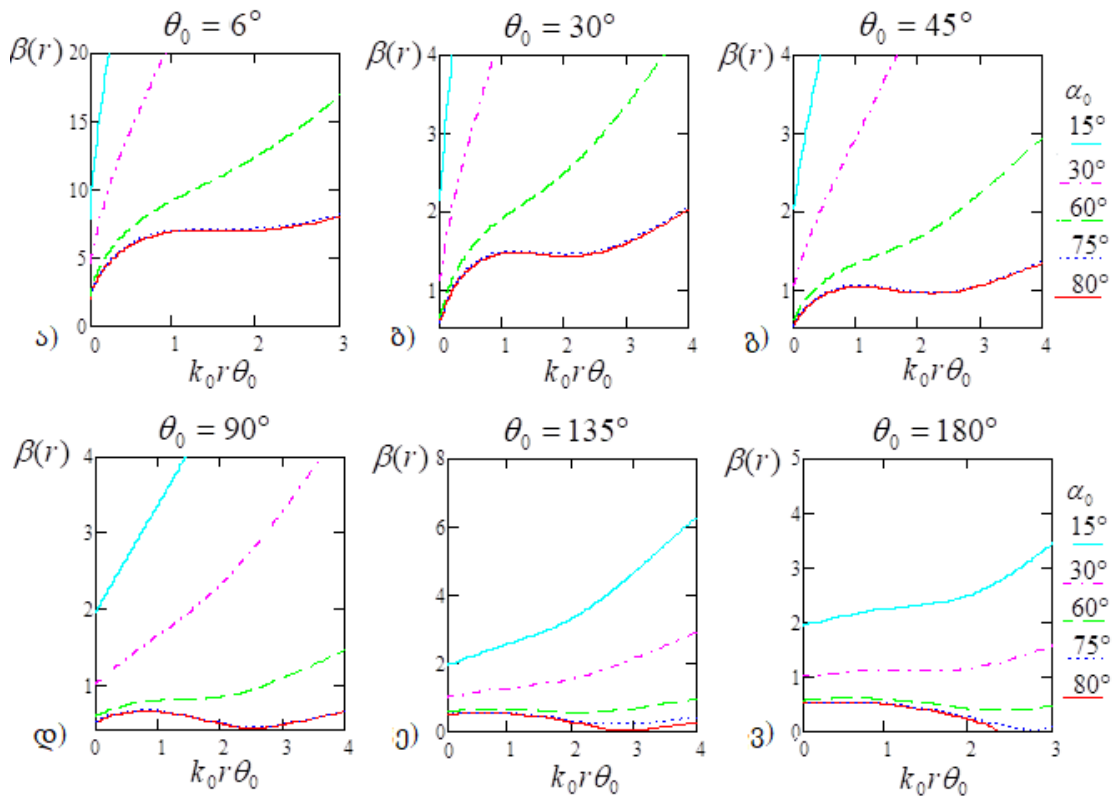 θ₀ = 6°
β(r)
20
15
10
5
0
0 1 2 3
k₀rθ₀
ა)
θ₀ = 30°
β(r)
4
3
2
1
0 1 2 3 4
k₀rθ₀
ბ)
θ₀ = 45°
β(r)
4
3
2
1
0 1 2 3 4
k₀rθ₀
გ)
α₀
15°
30°
60°
75°
80°
θ₀ = 90°
β(r)
4
3
2
1
0 1 2 3 4
k₀rθ₀
დ)
θ₀ = 135°
β(r)
8
6
4
2
0
0 1 2 3 4
k₀rθ₀
ე)
θ₀ = 180°
β(r)
5
4
3
2
1
0
0 1 2 3
k₀rθ₀
ვ)
α₀
15°
30°
60°
75°
80°